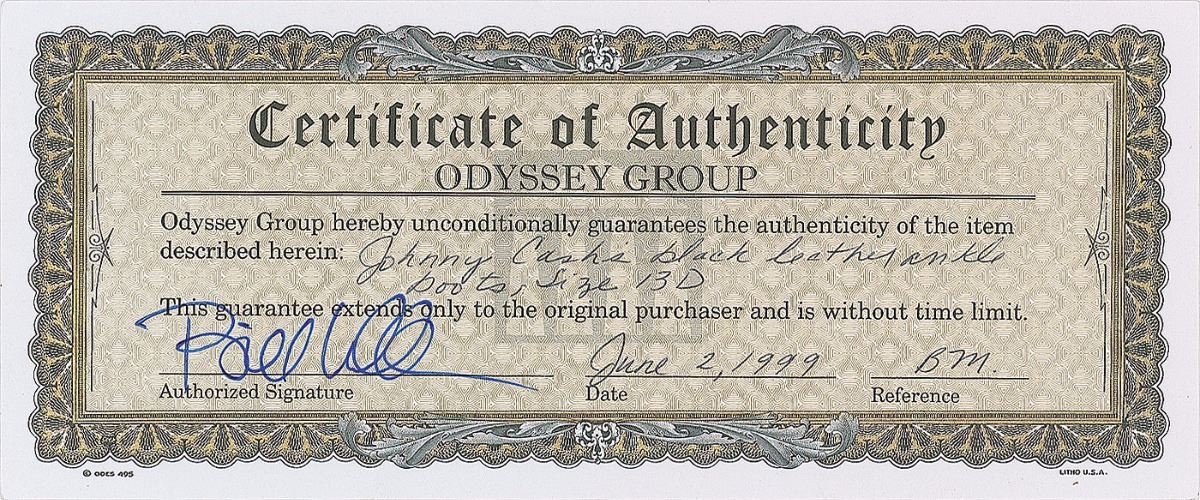 Certificate of Authenticity
ODYSSEY GROUP
Odyssey Group hereby unconditionally guarantees the authenticity of the item
described herein: Johnny Cash's black leather ankle
boots, size 13D
This guarantee extends only to the original purchaser and is without time limit.
June 2, 1999 BM.
Authorized Signature Date Reference
© GOES 495 LITHO U.S.A.